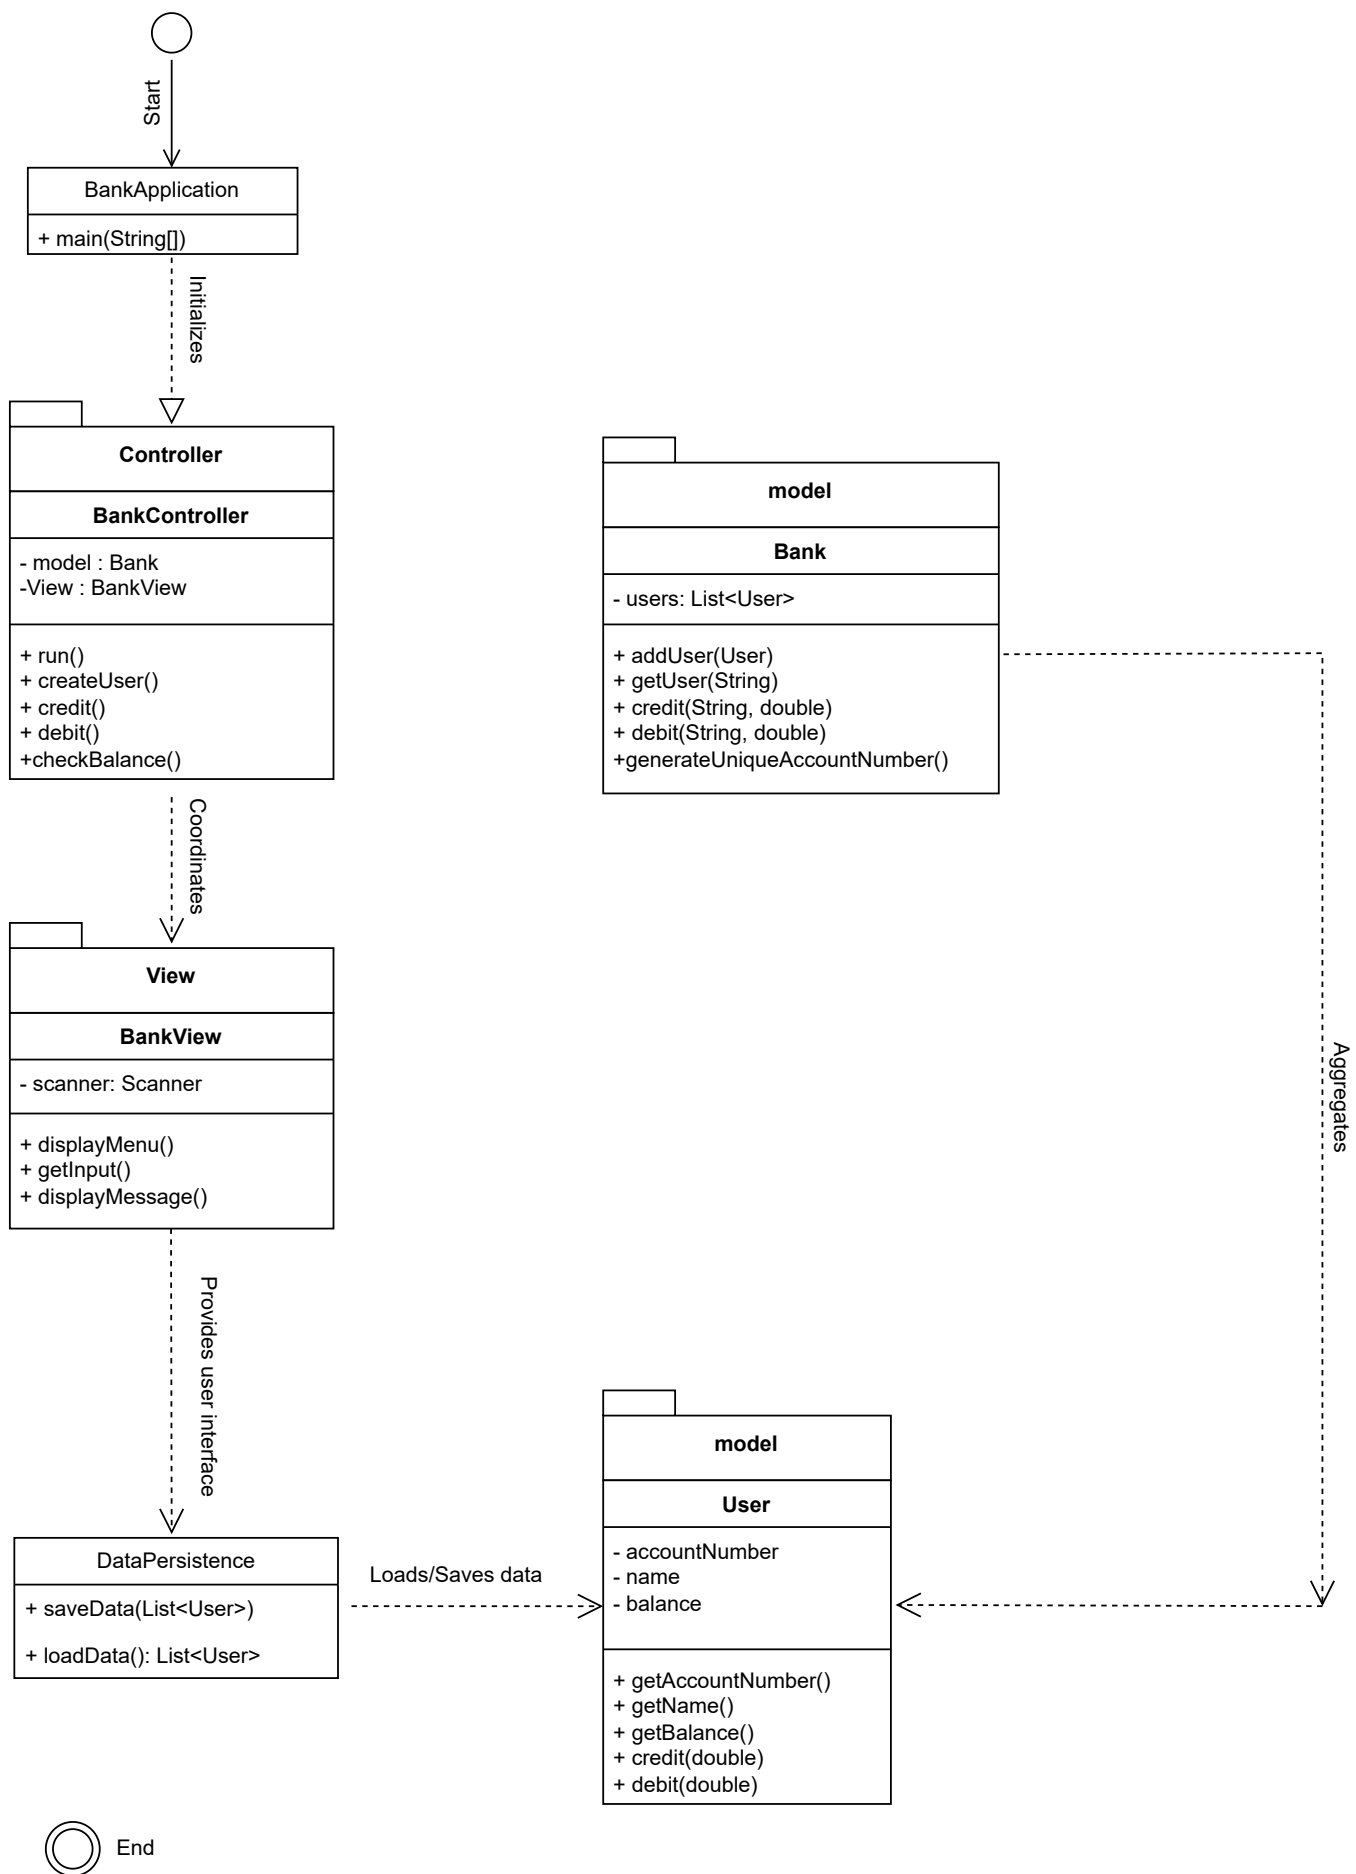 Start
BankApplication
+ main(String[])
Initializes
Controller
BankController
- model : Bank
-View : BankView
+ run()
+ createUser()
+ credit()
+ debit()
+checkBalance()
model
Bank
- users: List<User>
+ addUser(User)
+ getUser(String)
+ credit(String, double)
+ debit(String, double)
+generateUniqueAccountNumber()
Coordinates
View
BankView
- scanner: Scanner
+ displayMenu()
+ getInput()
+ displayMessage()
Aggregates
Provides user interface
DataPersistence
+ saveData(List<User>)
+ loadData(): List<User>
Loads/Saves data
model
User
- accountNumber
- name
- balance
+ getAccountNumber()
+ getName()
+ getBalance()
+ credit(double)
+ debit(double)
End